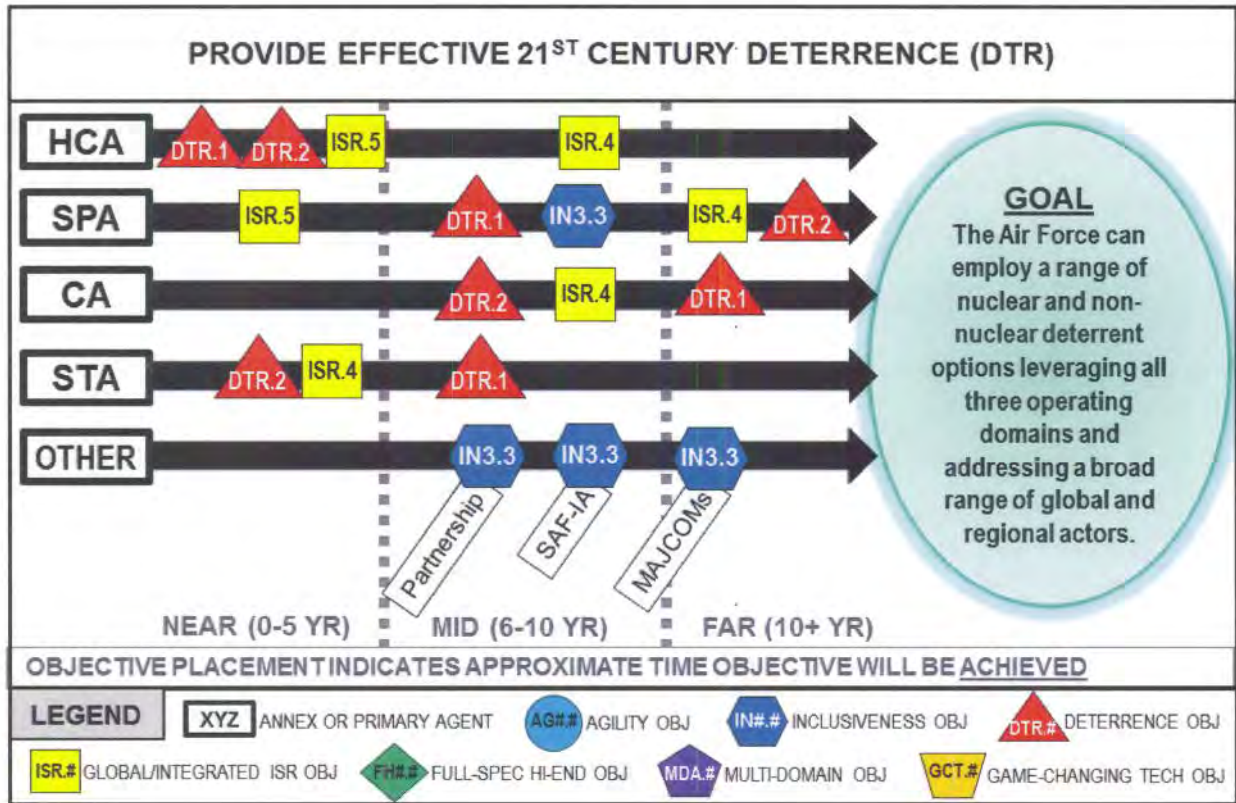 PROVIDE EFFECTIVE 21ST CENTURY DETERRENCE (DTR)
HCA DTR.1 DTR.2 ISR.5 ISR.4
SPA ISR.5 DTR.1 IN3.3 ISR.4 DTR.2
CA DTR.2 ISR.4 DTR.1
STA DTR.2 ISR.4 DTR.1
OTHER IN3.3 IN3.3 IN3.3
Partnership
SAF-IA
MAJCOMs
GOAL
The Air Force can
employ a range of
nuclear and non-
nuclear deterrent
options leveraging all
three operating
domains and
addressing a broad
range of global and
regional actors.
NEAR (0-5 YR) MID (6-10 YR) FAR (10+ YR)
OBJECTIVE PLACEMENT INDICATES APPROXIMATE TIME OBJECTIVE WILL BE ACHIEVED
LEGEND XYZ ANNEX OR PRIMARY AGENT AG#.# AGILITY OBJ IN#.# INCLUSIVENESS OBJ DTR.# DETERRENCE OBJ
ISR.# GLOBAL/INTEGRATED ISR OBJ FH#.# FULL-SPEC HI-END OBJ MDA.# MULTI-DOMAIN OBJ GCT.# GAME-CHANGING TECH OBJ